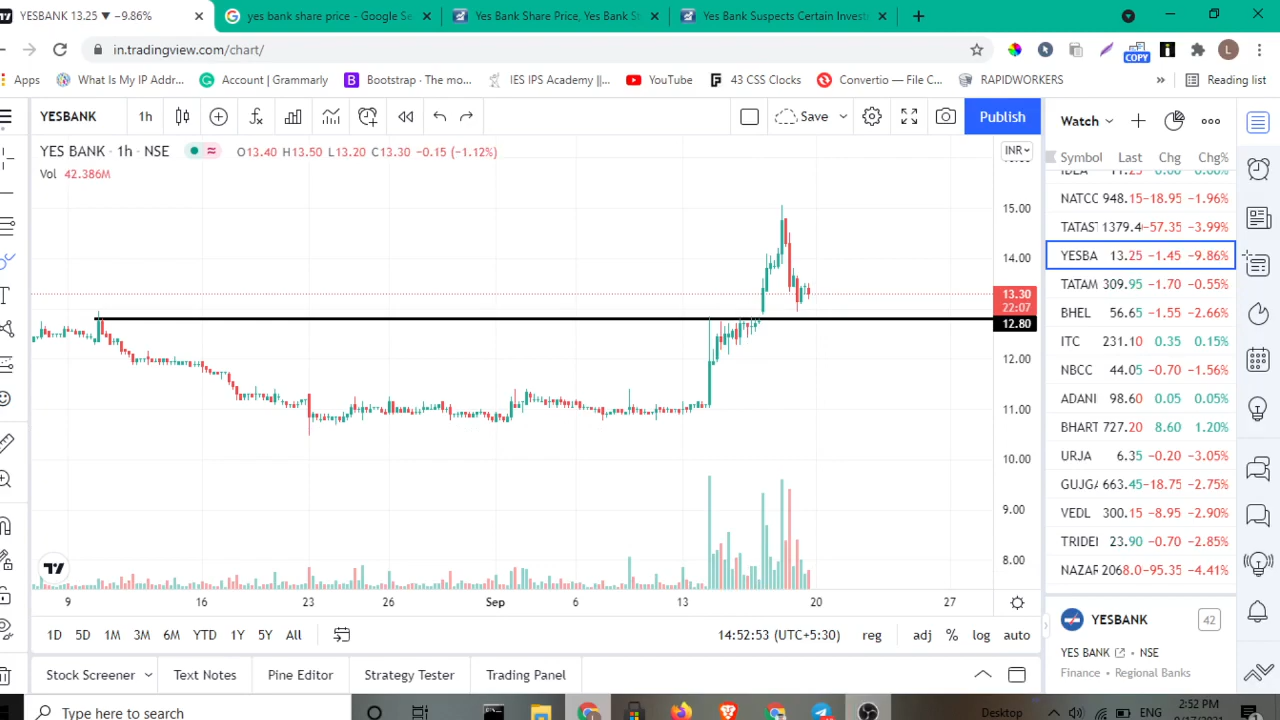 YESBANK 13.25 ▼ −9.86%
yes bank share price - Google Se
Yes Bank Share Price, Yes Bank St
Yes Bank Suspects Certain Invest
in.tradingview.com/chart/
COPY
L
Apps
What Is My IP Addr...
Account | Grammarly
Bootstrap · The mo...
IES IPS Academy ||...
YouTube
43 CSS Clocks
Convertio — File C...
RAPIDWORKERS
»
Reading list
YESBANK
1h
Save
Publish
Watch
YES BANK · 1h · NSE
O13.40 H13.50 L13.20 C13.30 −0.15 (−1.12%)
INR
Vol 42.386M
Symbol Last Chg Chg%
IDEA 11.25 0.00 0.00%
NATCO 948.15 −18.95 −1.96%
TATAST 1379.4 −57.35 −3.99%
YESBA 13.25 −1.45 −9.86%
TATAM 309.95 −1.70 −0.55%
BHEL 56.65 −1.55 −2.66%
ITC 231.10 0.35 0.15%
NBCC 44.05 −0.70 −1.56%
ADANI 98.60 0.05 0.05%
BHART 727.20 8.60 1.20%
URJA 6.35 −0.20 −3.05%
GUJGA 663.45 −18.75 −2.75%
VEDL 300.15 −8.95 −2.90%
TRIDEN 23.90 −0.70 −2.85%
NAZAR 2068.0 −95.35 −4.41%
15.00
14.00
13.30
22:07
12.80
12.00
11.00
10.00
9.00
8.00
9 16 23 26 Sep 6 13 20 27
1D 5D 1M 3M 6M YTD 1Y 5Y All
14:52:53 (UTC+5:30) reg adj % log auto
YESBANK
42
YES BANK · NSE
Finance · Regional Banks
Stock Screener
Text Notes
Pine Editor
Strategy Tester
Trading Panel
Type here to search
Desktop
ENG
2:52 PM